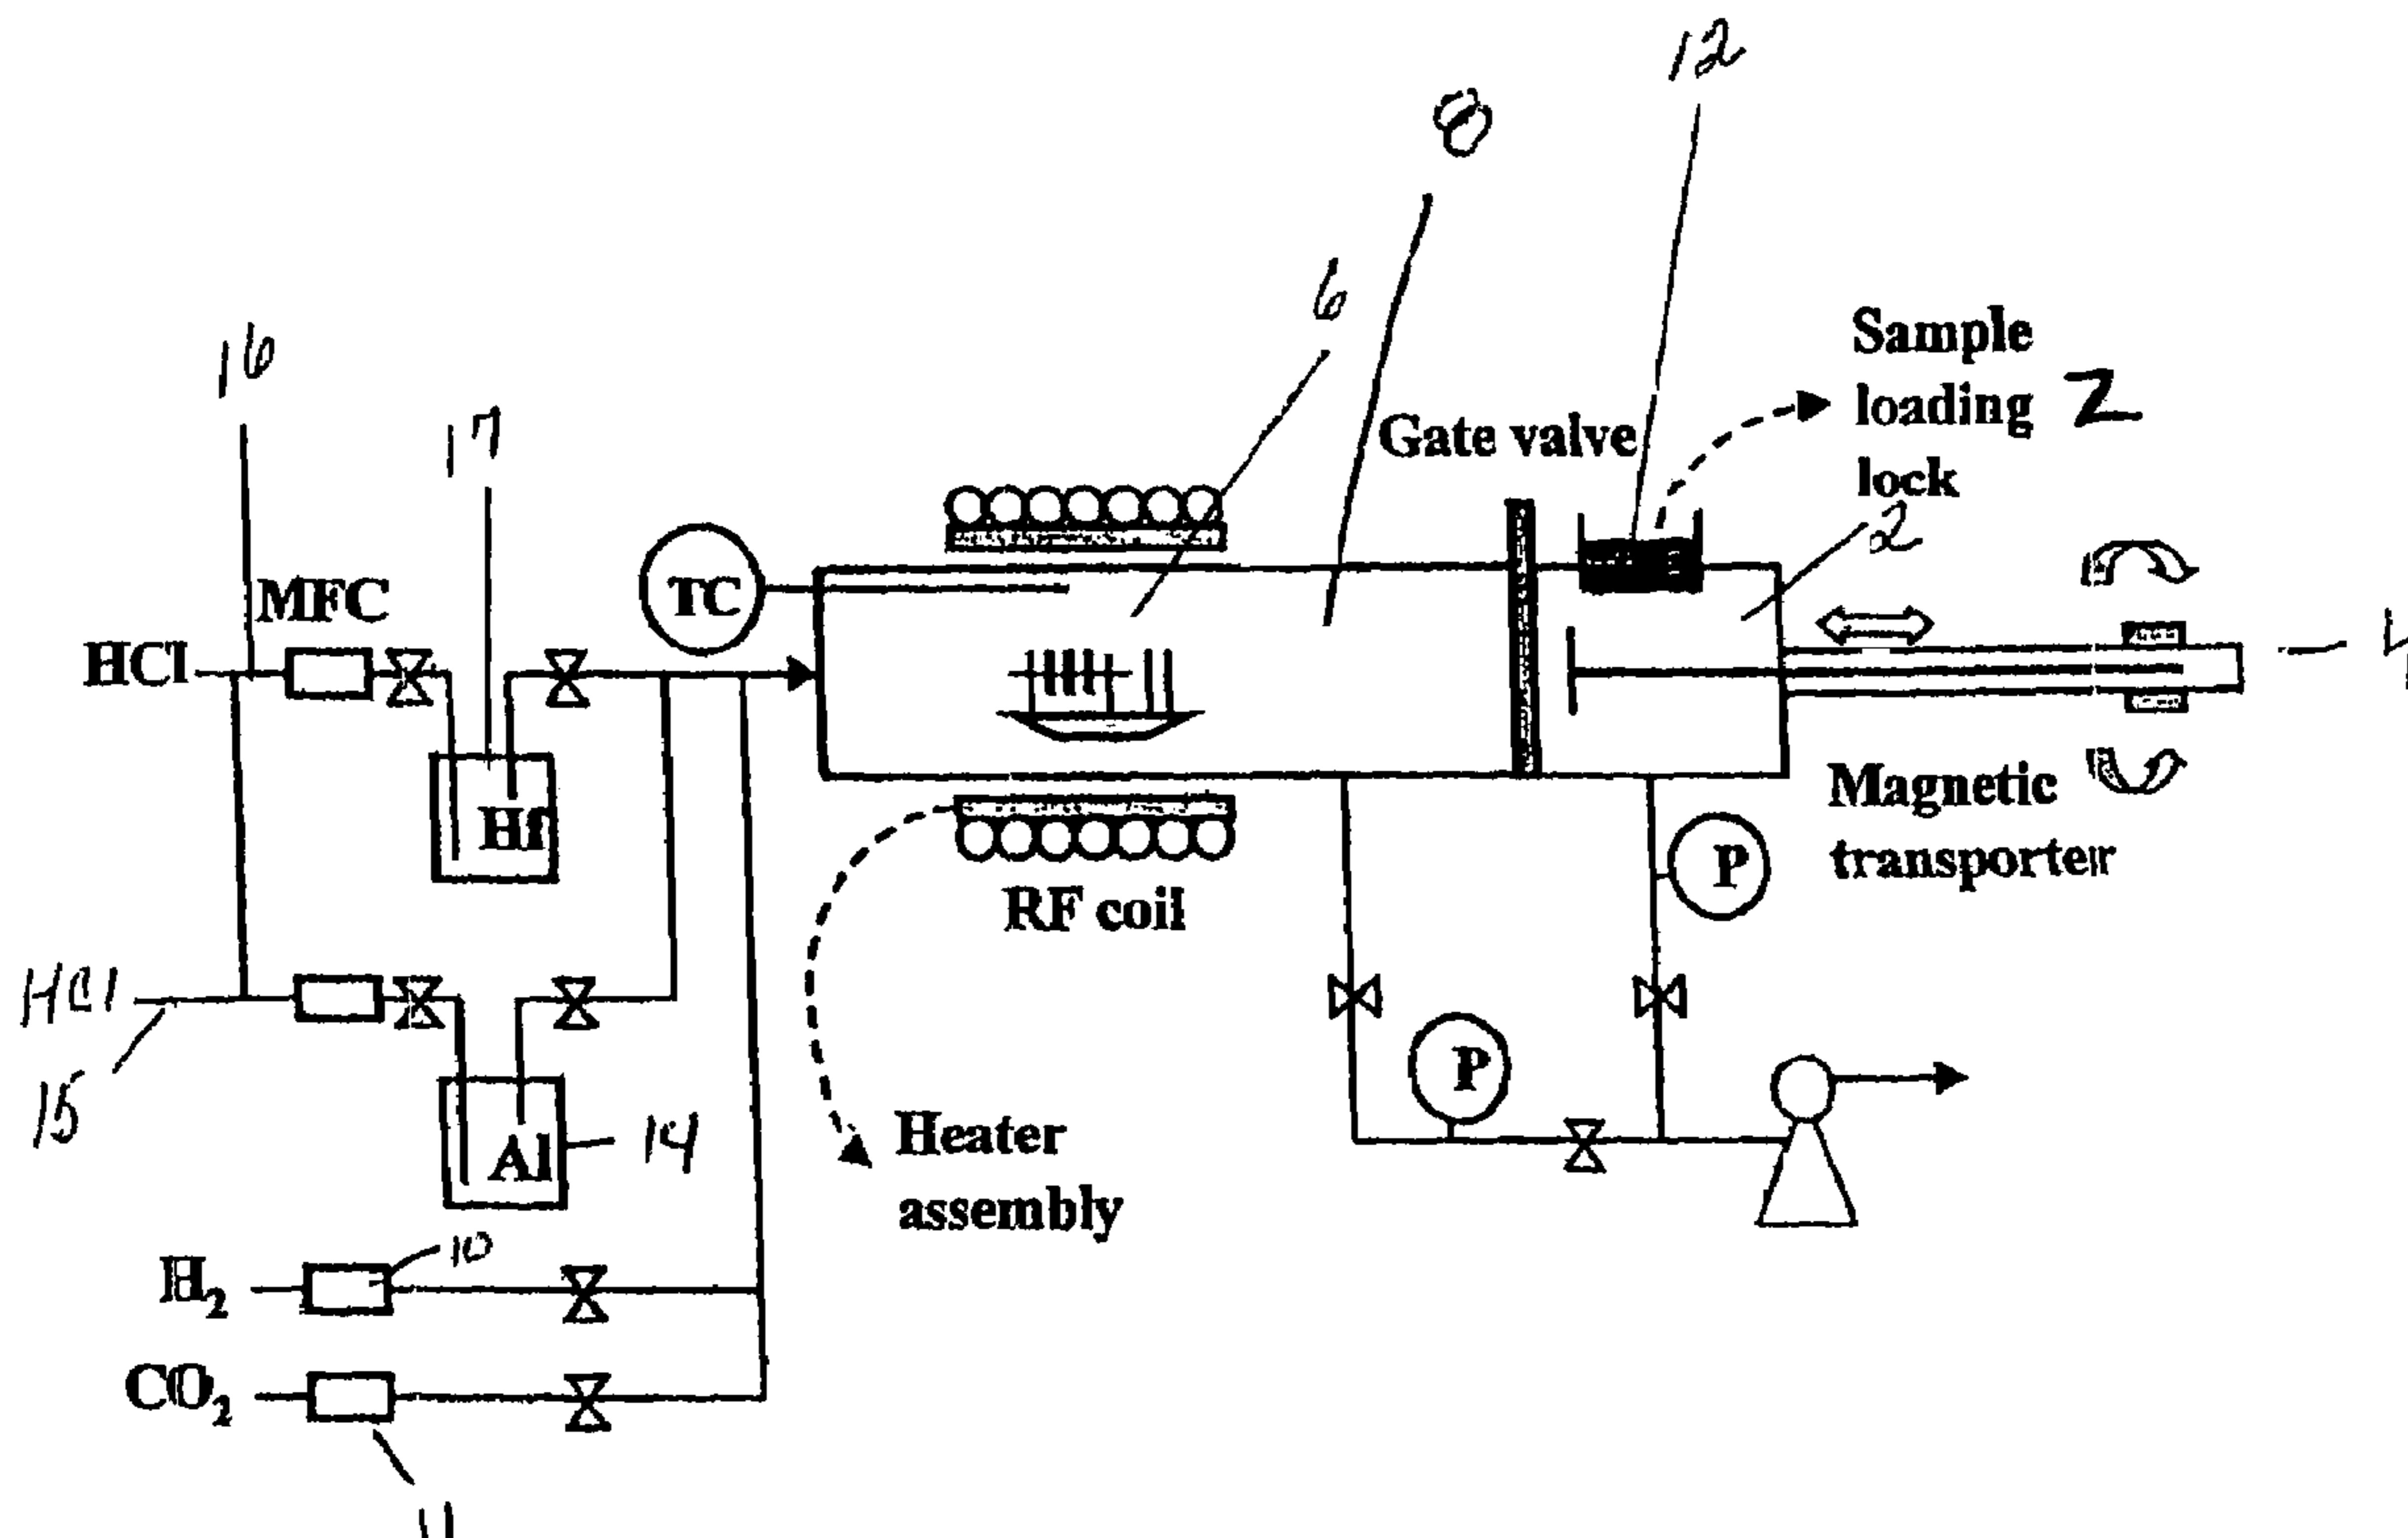 12
8
6
Sample
loading 2
lock
2
Gate valve
16
17
MFC
HCl
TC
Hf
4
Magnetic
transporter
P
RF coil
HCl
15
P
Al
14
Heater
assembly
H₂
10
CO₂
11